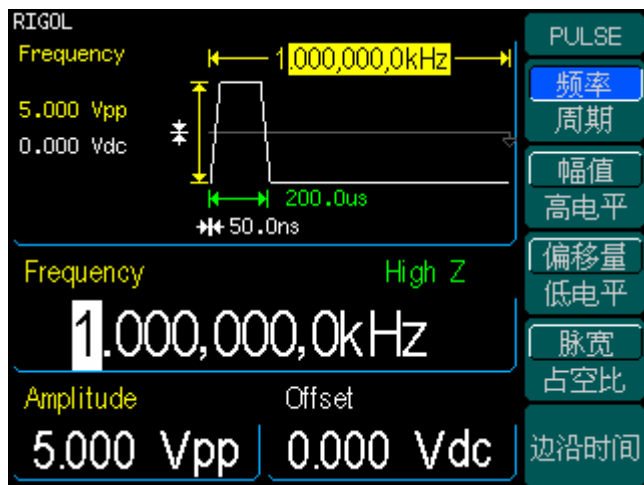 RIGOL
Frequency
1.000,000,0kHz
5.000 Vpp
0.000 Vdc
200.0us
50.0ns
Frequency
High Z
1.000,000,0kHz
Amplitude
Offset
5.000 Vpp
0.000 Vdc
PULSE
频率
周期
幅值
高电平
偏移量
低电平
脉宽
占空比
边沿时间